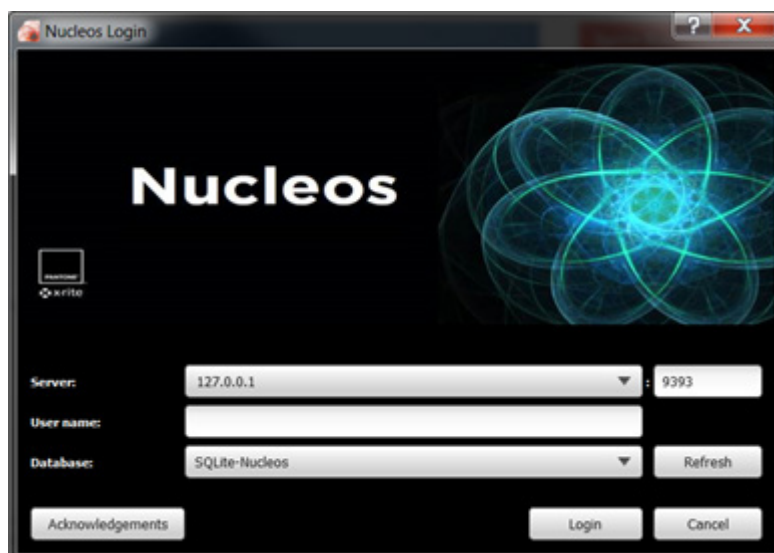 Nucleos Login
?
X
Nucleos
PANTONE
x-rite
Server: 127.0.0.1 : 9393
User name:
Database: SQLite-Nucleos Refresh
Acknowledgements Login Cancel